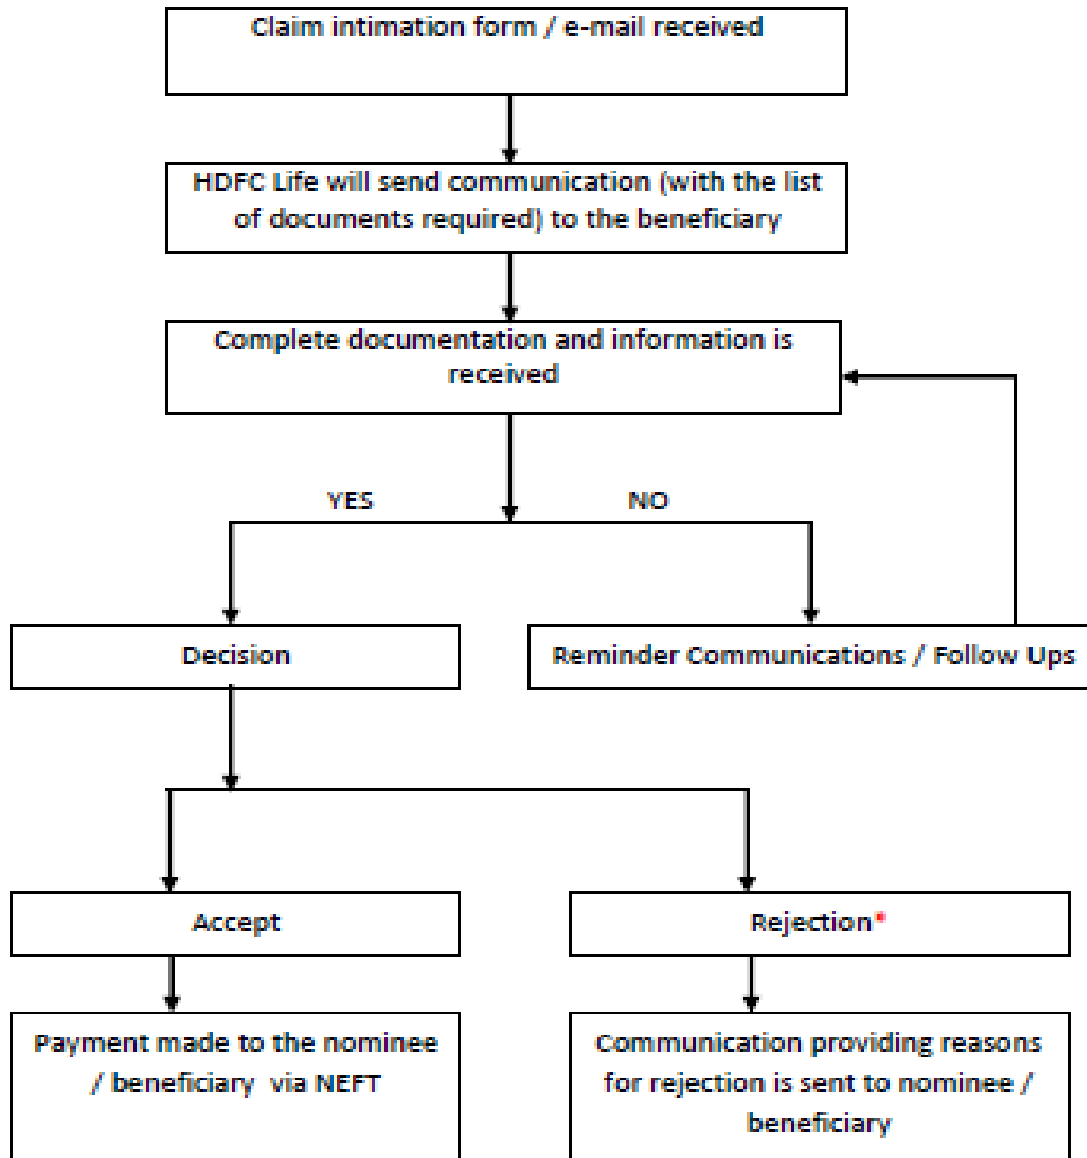 Claim intimation form / e-mail received
HDFC Life will send communication (with the list
of documents required) to the beneficiary
Complete documentation and information is
received
YES
NO
Decision
Reminder Communications / Follow Ups
Accept
Rejection*
Payment made to the nominee
/ beneficiary via NEFT
Communication providing reasons
for rejection is sent to nominee /
beneficiary